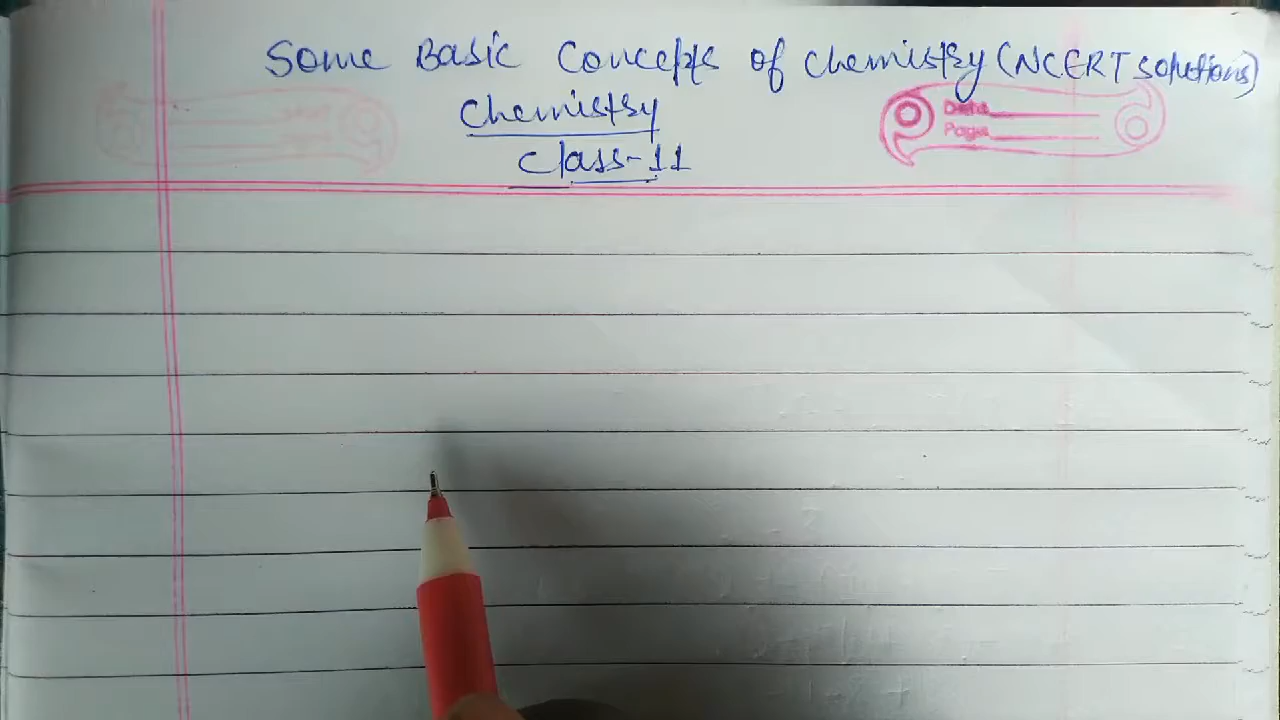 Some Basic Concepts of Chemistry (NCERT solutions)
Chemistry
Class-11
Date
Page